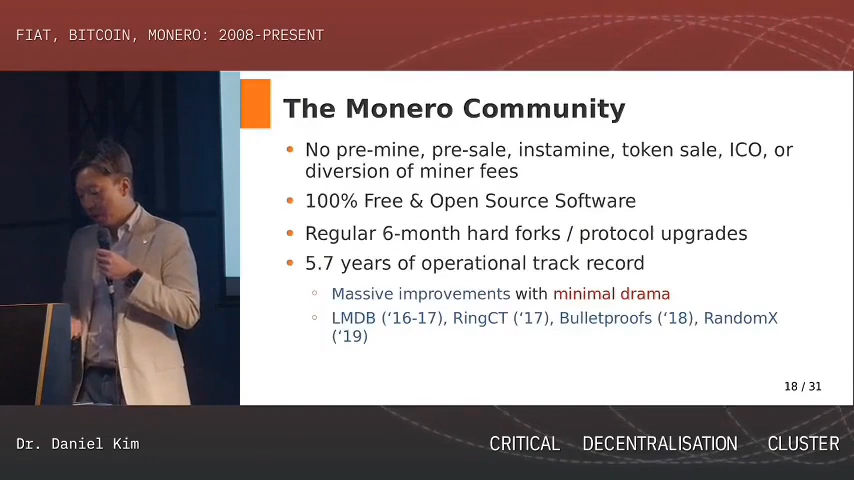 FIAT, BITCOIN, MONERO: 2008-PRESENT
The Monero Community
No pre-mine, pre-sale, instamine, token sale, ICO, or
diversion of miner fees
100% Free & Open Source Software
Regular 6-month hard forks / protocol upgrades
5.7 years of operational track record
Massive improvements with minimal drama
LMDB (‘16-17), RingCT (‘17), Bulletproofs (‘18), RandomX
(‘19)
18 / 31
Dr. Daniel Kim
CRITICAL DECENTRALISATION CLUSTER